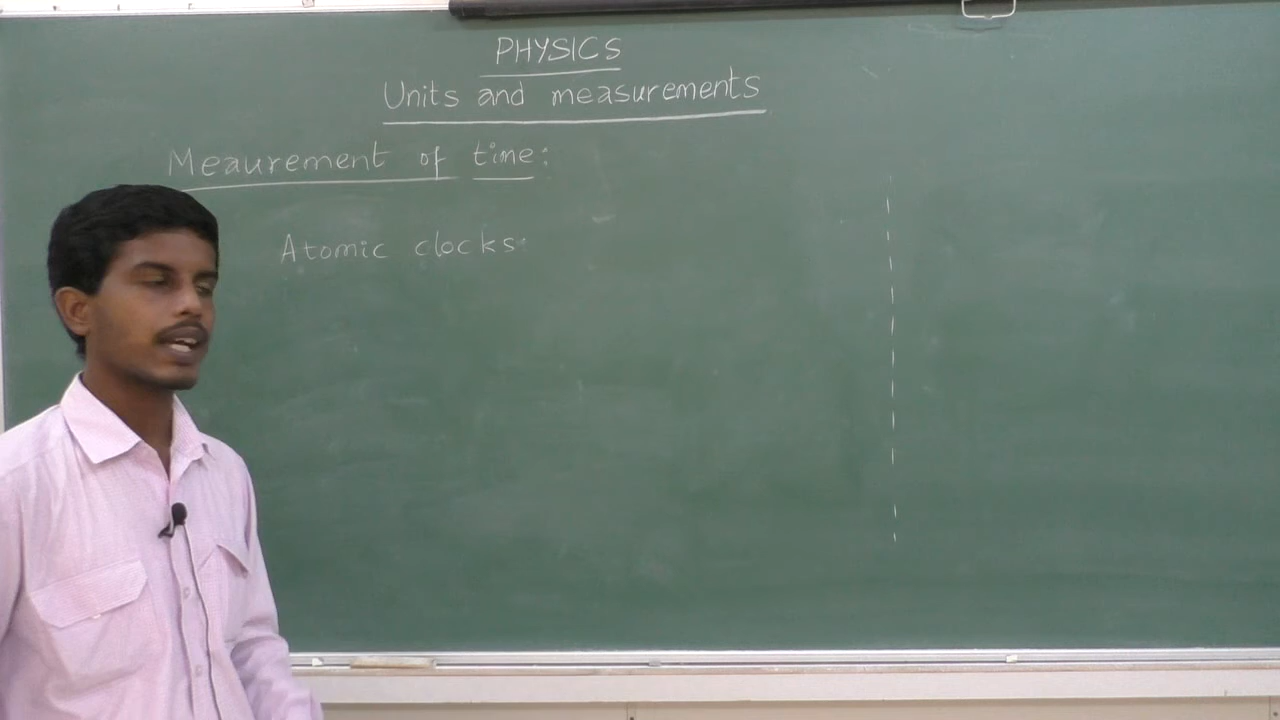 PHYSICS
Units and measurements
Meaurement of time:
Atomic clocks: